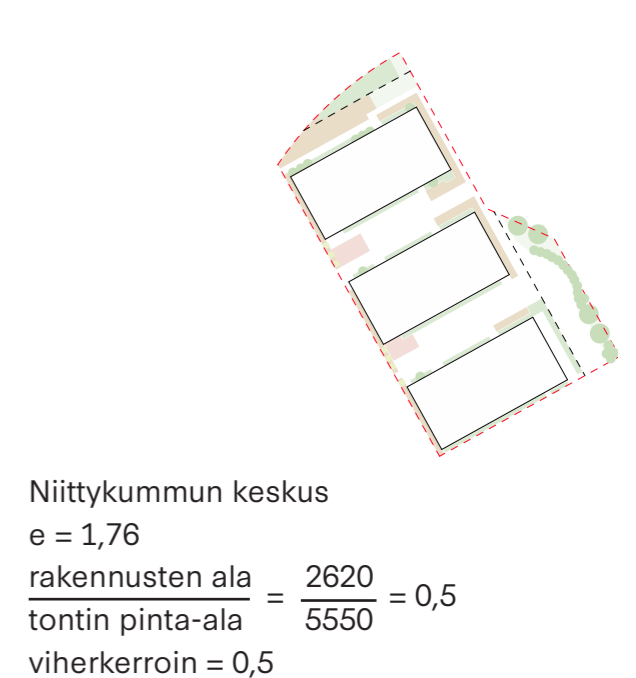 Niittykummun keskus
e = 1,76
rakennusten ala / tontin pinta-ala = 2620 / 5550 = 0,5
viherkerroin = 0,5